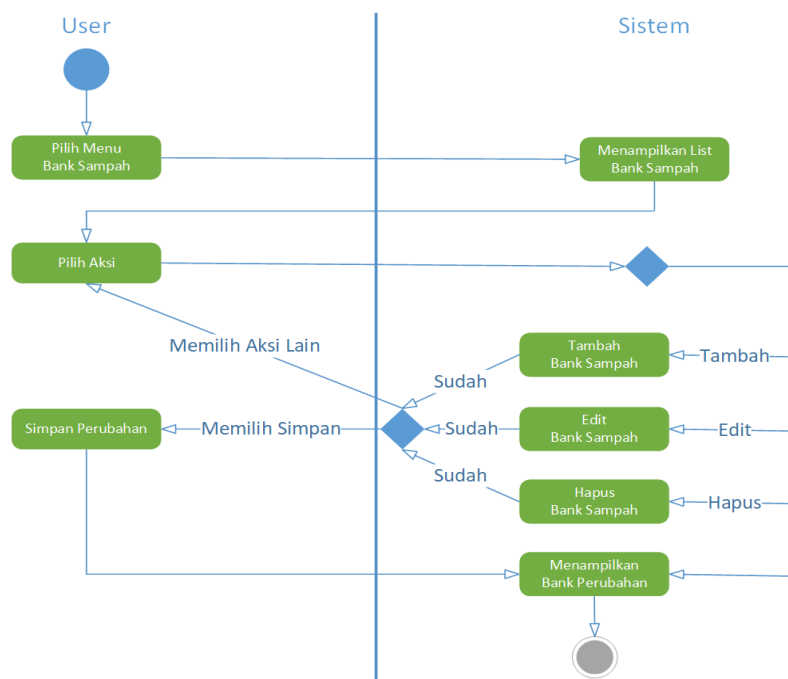 User
Sistem
Pilih Menu
Bank Sampah
Menampilkan List
Bank Sampah
Pilih Aksi
Memilih Aksi Lain
Tambah
Bank Sampah
Tambah
Sudah
Simpan Perubahan
Memilih Simpan
Sudah
Edit
Bank Sampah
Edit
Sudah
Hapus
Bank Sampah
Hapus
Menampilkan
Bank Perubahan